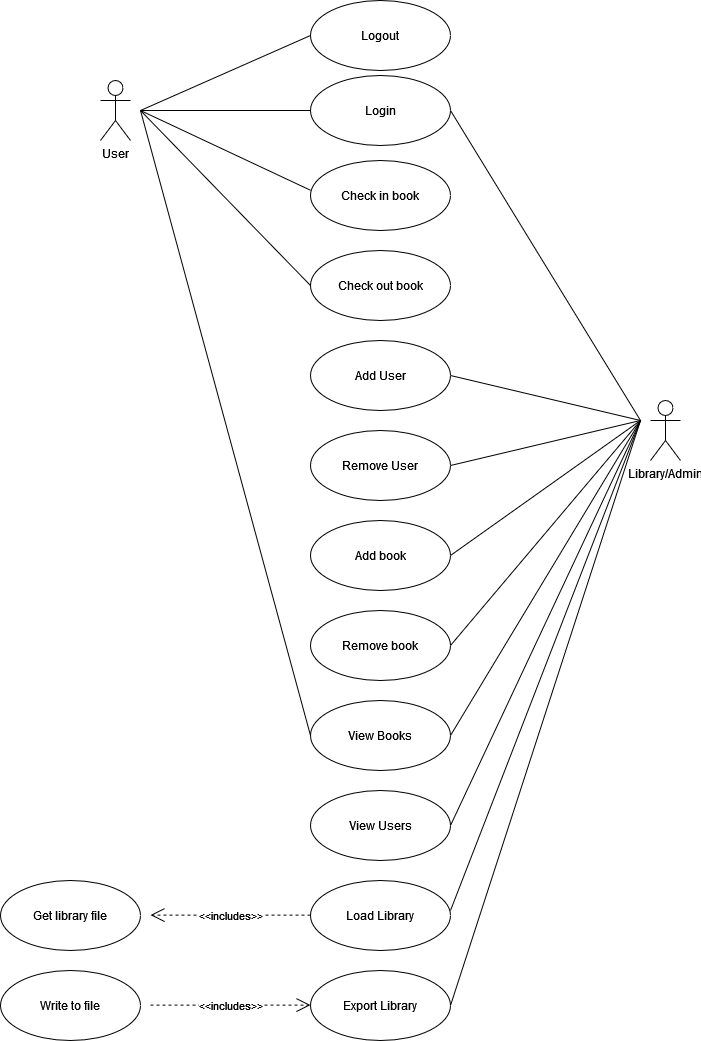 Logout
Login
User
Check in book
Check out book
Add User
Remove User
Library/Admin
Add book
Remove book
View Books
View Users
Get library file
<<includes>>
Load Library
Write to file
<<includes>>
Export Library